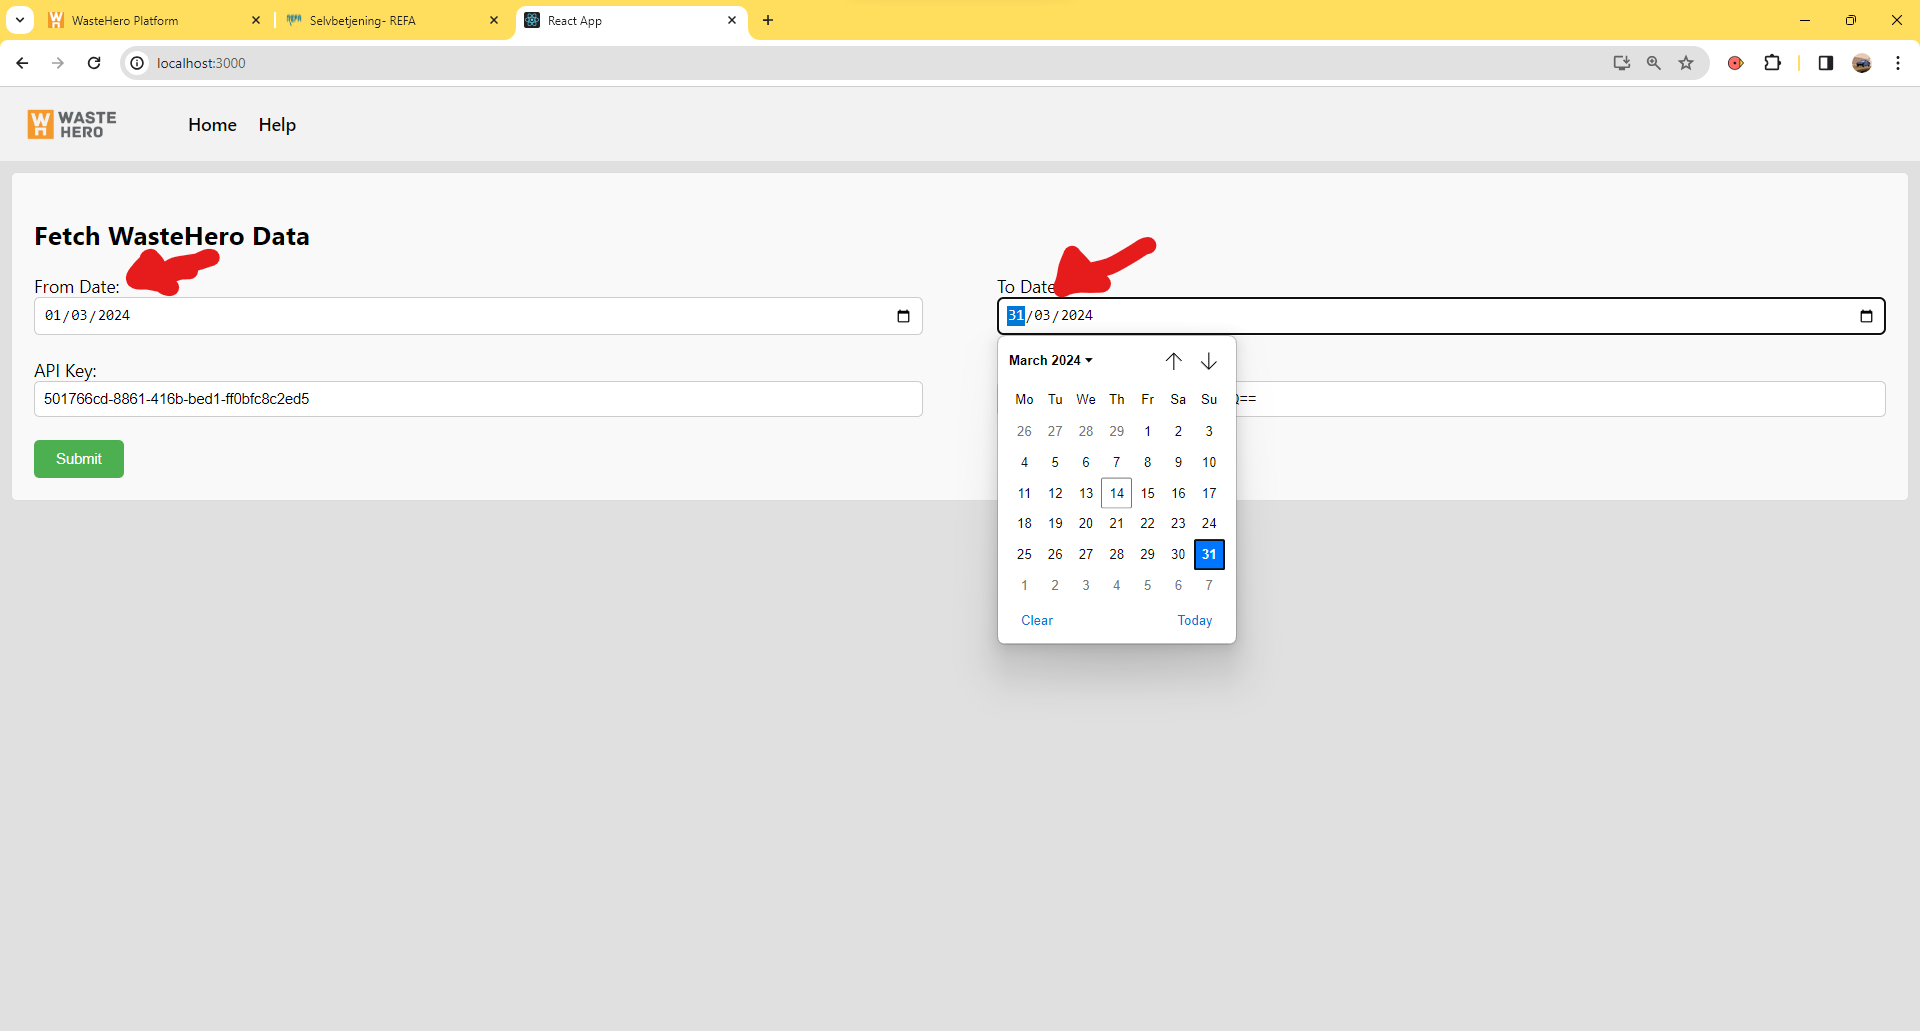 WasteHero Platform
Selvbetjening- REFA
React App
localhost:3000
WASTE
HERO
Home
Help
Fetch WasteHero Data
From Date:
01/03/2024
To Date
31/03/2024
API Key:
501766cd-8861-416b-bed1-ff0bfc8c2ed5
==
Submit
March 2024
Mo Tu We Th Fr Sa Su
26 27 28 29 1 2 3
4 5 6 7 8 9 10
11 12 13 14 15 16 17
18 19 20 21 22 23 24
25 26 27 28 29 30 31
1 2 3 4 5 6 7
Clear
Today